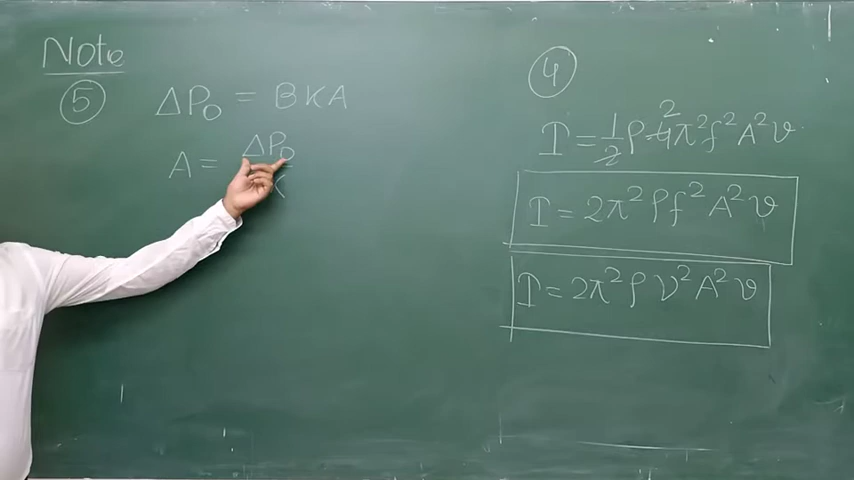 Note
⑤ ΔP₀ = BKA
A = ΔP₀ / K
④
I = 1/2 ρ 4 2 π² f² A² v
I = 2π² ρ f² A² v
I = 2π² ρ ν² A² v